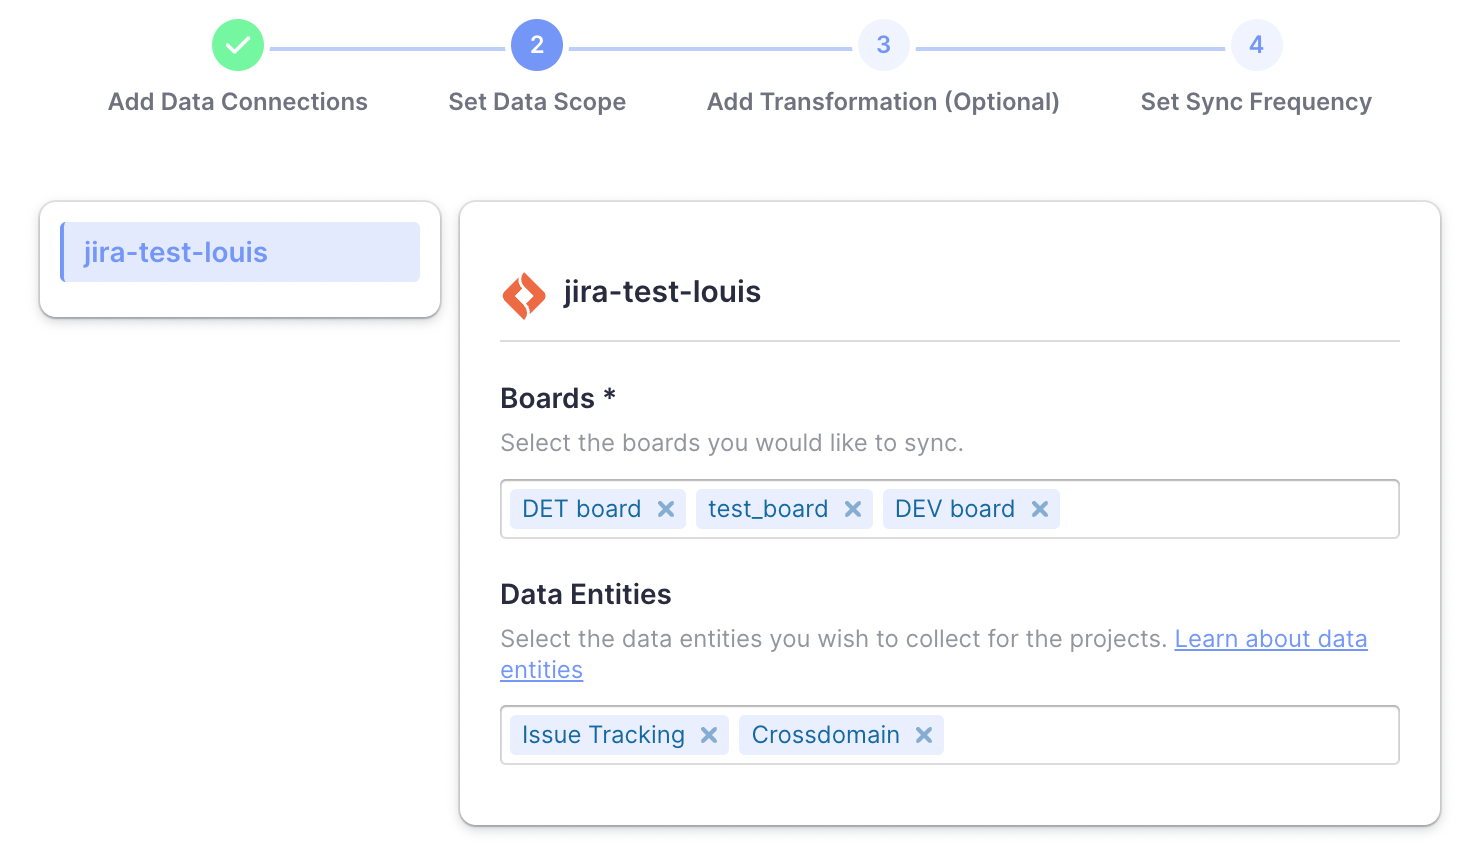 2 3 4
Add Data Connections Set Data Scope Add Transformation (Optional) Set Sync Frequency
jira-test-louis
jira-test-louis
Boards *
Select the boards you would like to sync.
DET board test_board DEV board
Data Entities
Select the data entities you wish to collect for the projects. Learn about data
entities
Issue Tracking Crossdomain